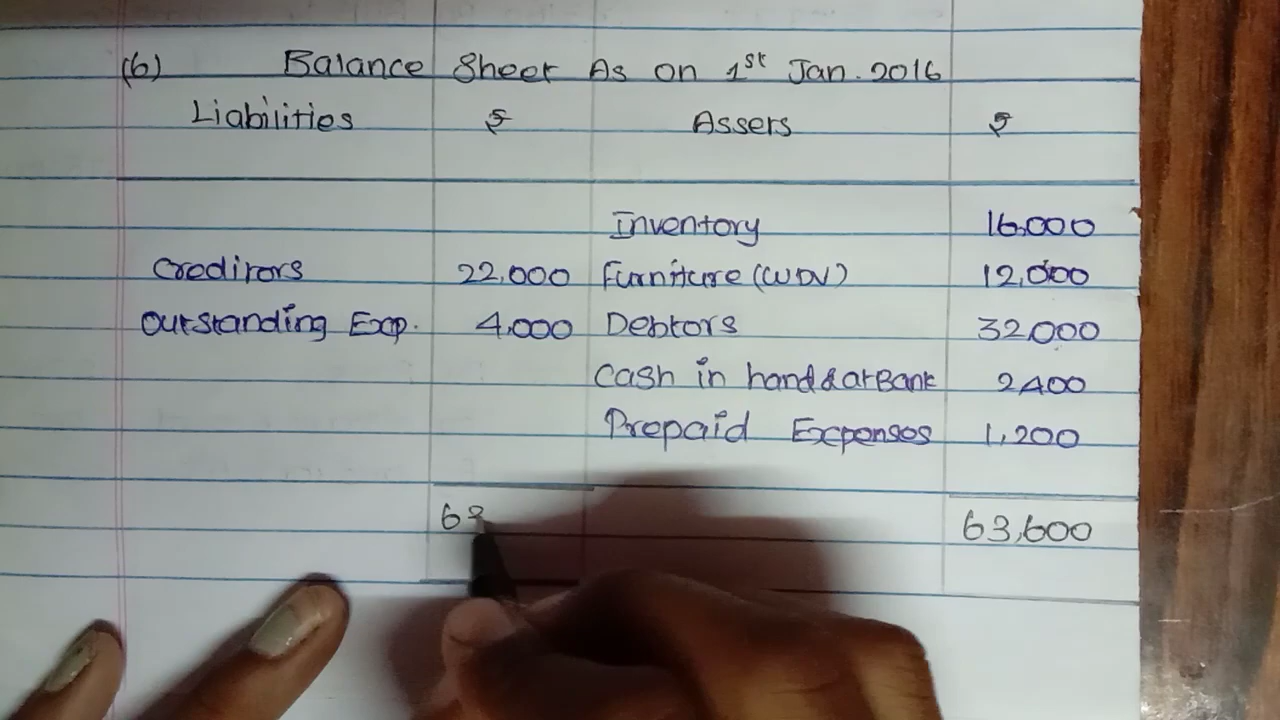 (6) Balance Sheet As on 1st Jan. 2016
Liabilities ₹ Assets ₹
Inventory 16,000
Creditors 22,000 Furniture (WDV) 12,000
Outstanding Exp. 4,000 Debtors 32,000
Cash in hand & at Bank 2400
Prepaid Expenses 1,200
63 63,600